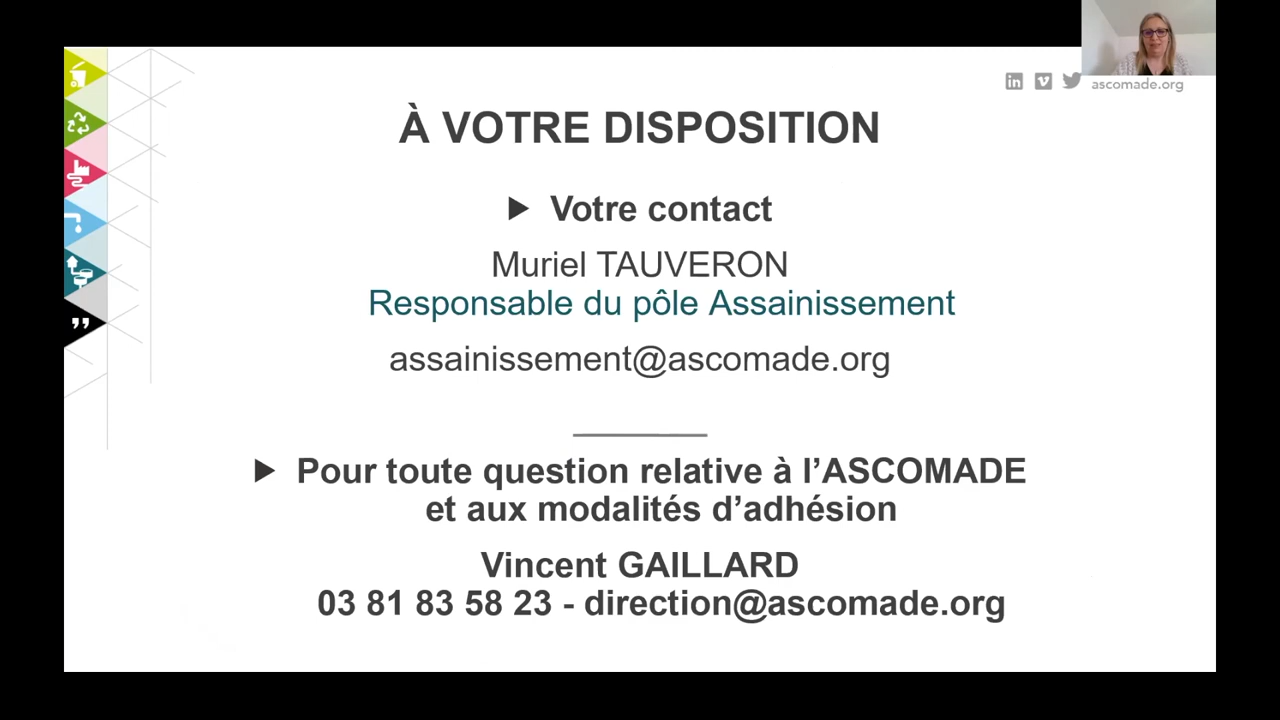 ascomade.org
À VOTRE DISPOSITION
Votre contact
Muriel TAUVERON
Responsable du pôle Assainissement
assainissement@ascomade.org
Pour toute question relative à l’ASCOMADE
et aux modalités d’adhésion
Vincent GAILLARD
03 81 83 58 23 - direction@ascomade.org